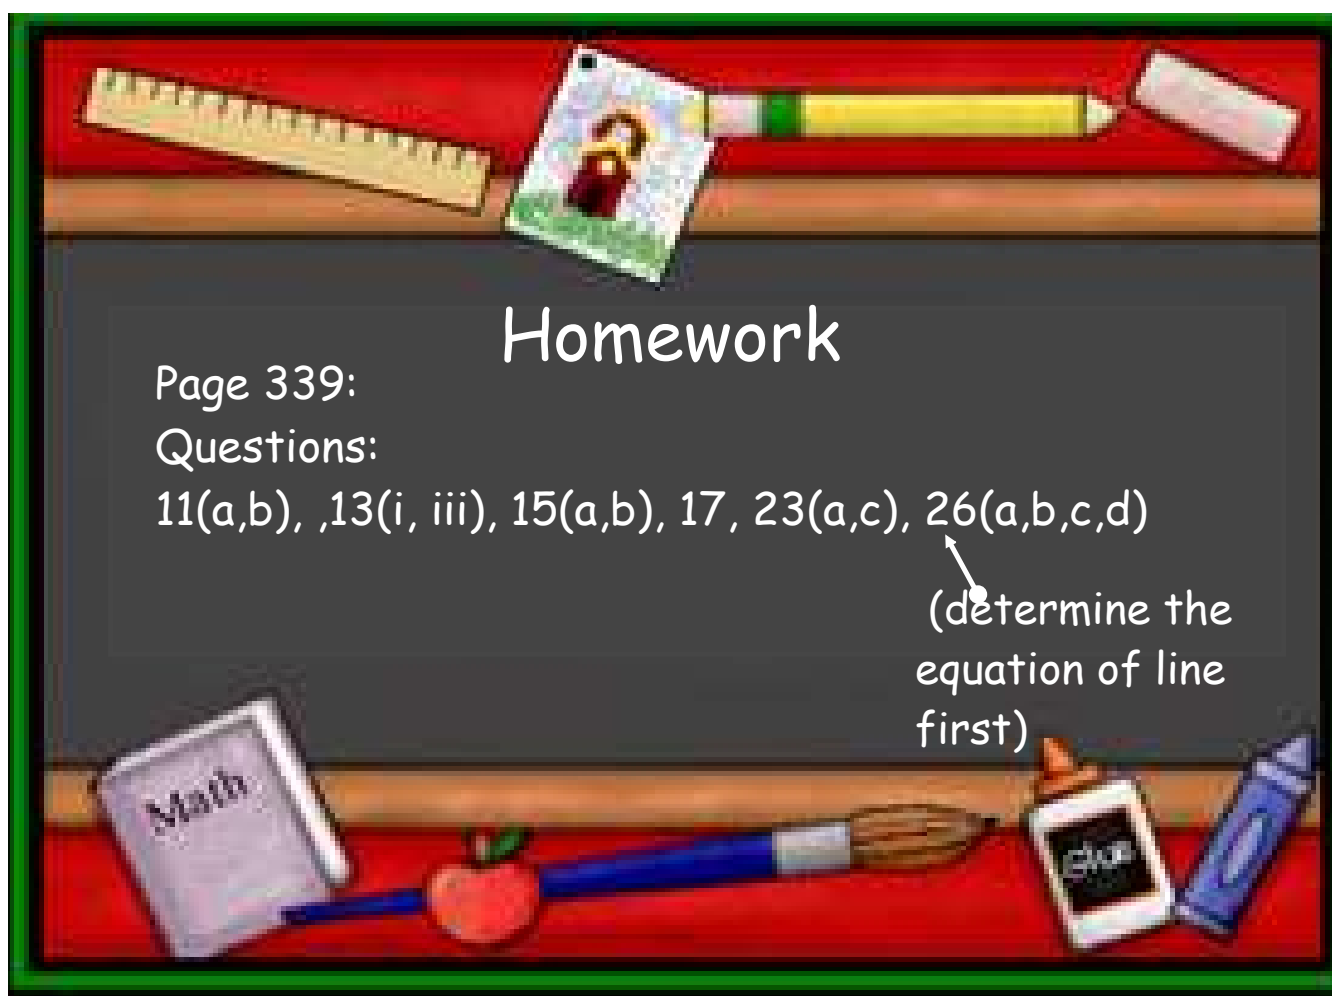 Homework
Page 339:
Questions:
11(a,b), ,13(i, iii), 15(a,b), 17, 23(a,c), 26(a,b,c,d)
(determine the
equation of line
first)
Math
Glue